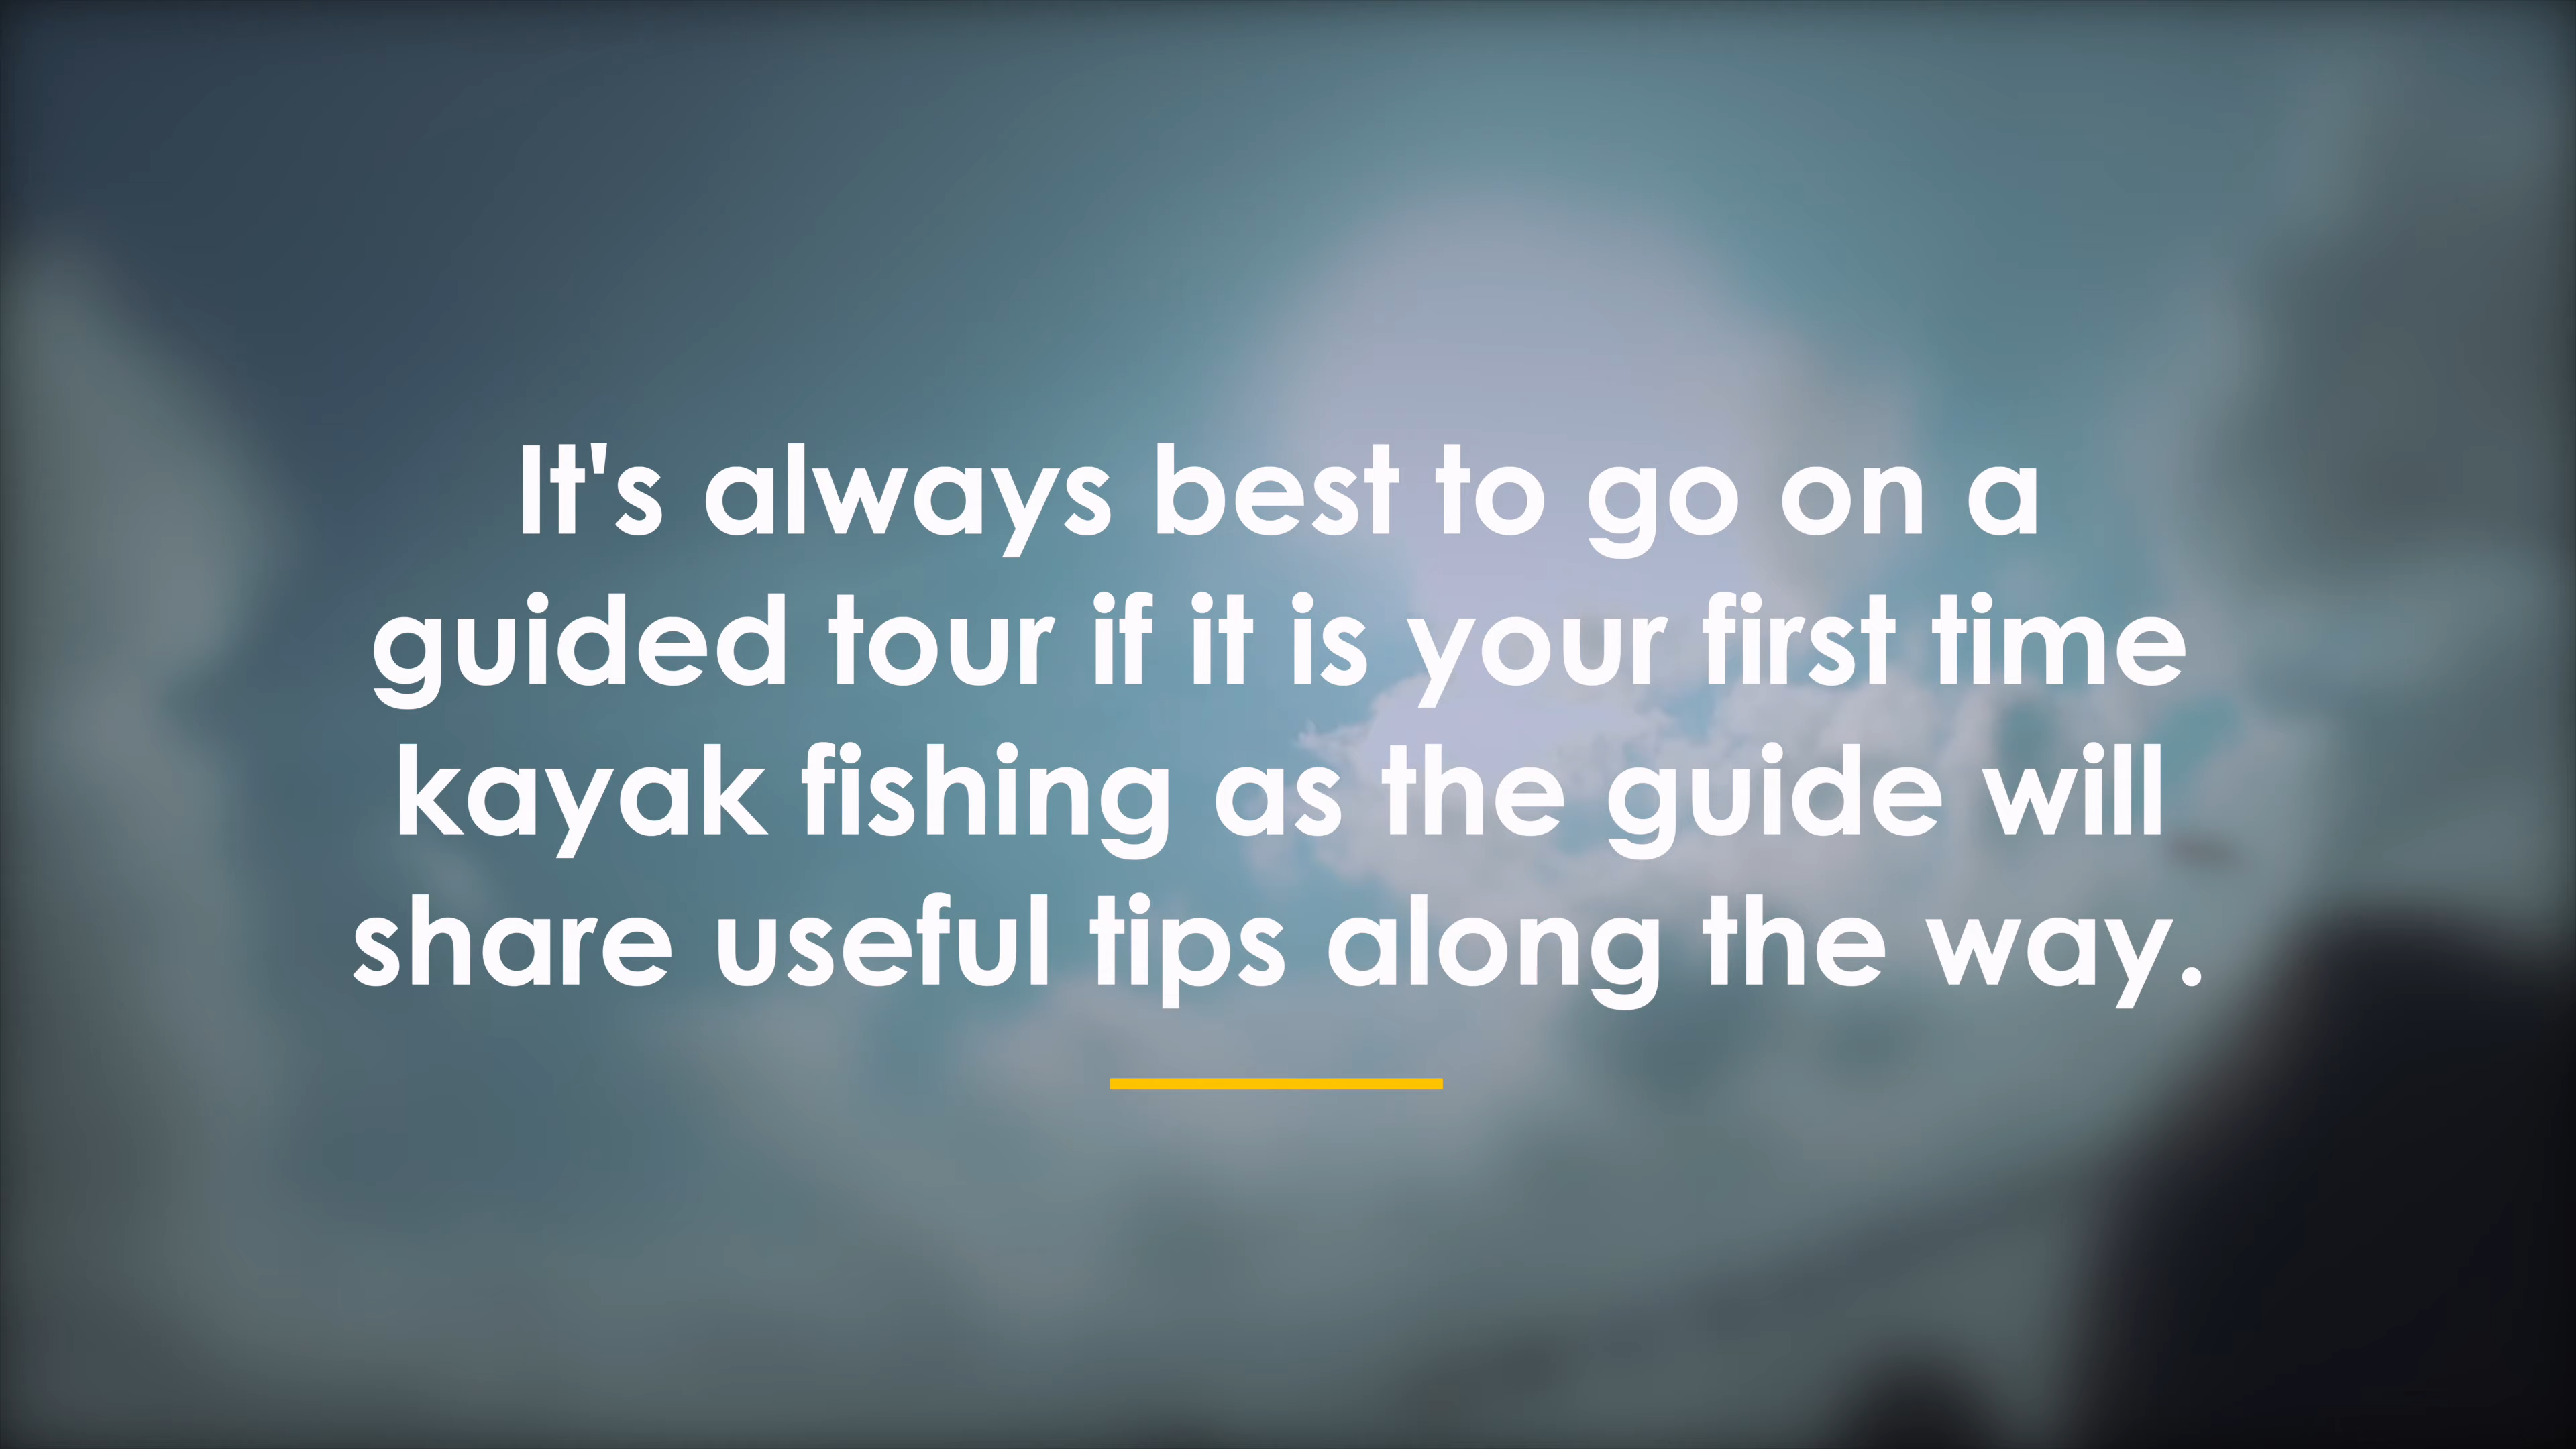 It's always best to go on a
guided tour if it is your first time
kayak fishing as the guide will
share useful tips along the way.